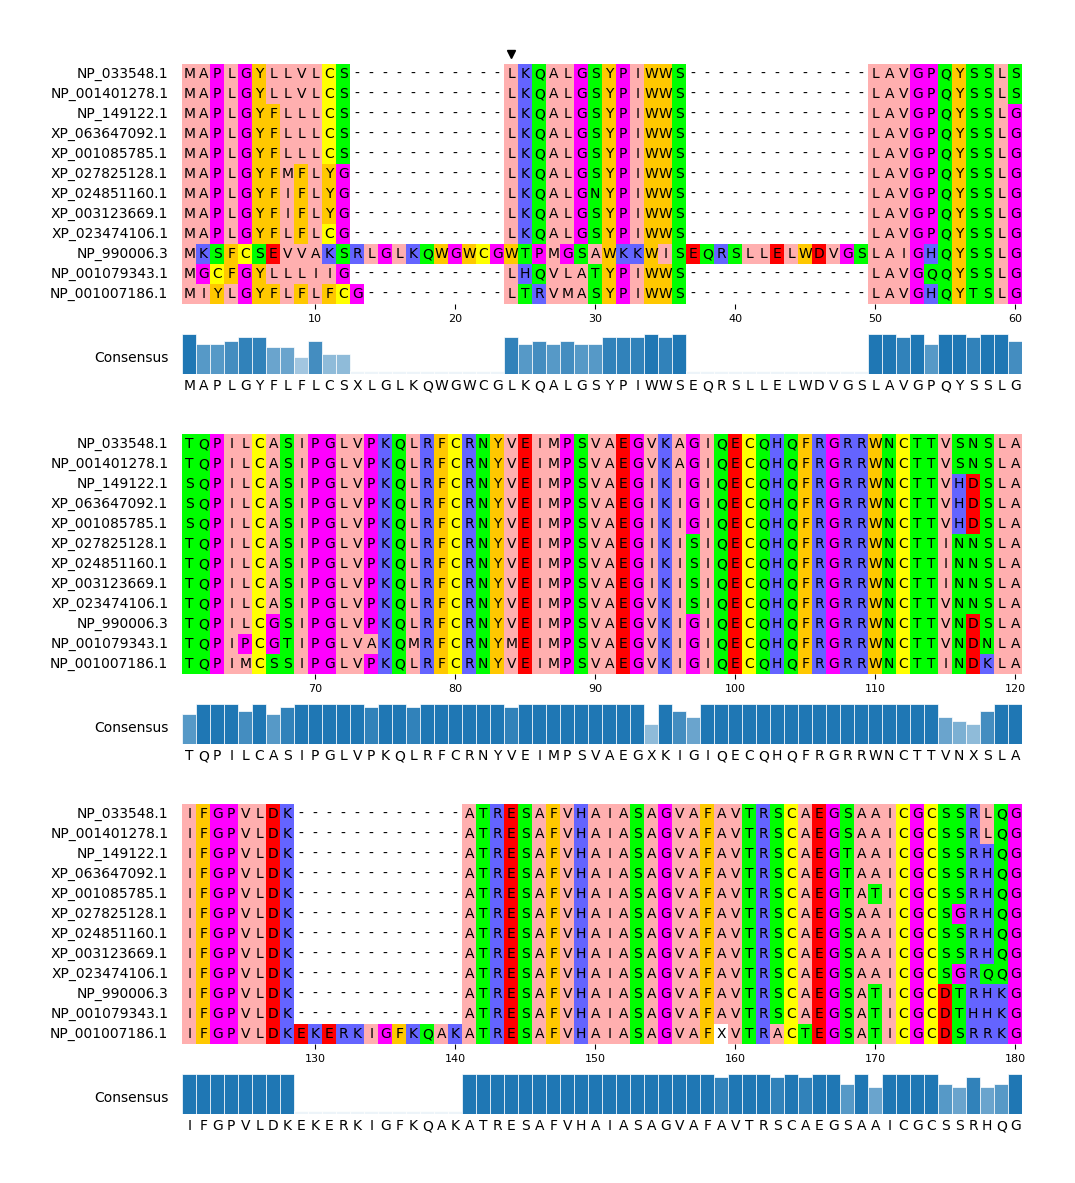 ▼
NP_033548.1 MAPLGYLLVLCS-----------LKQALGSYPIWWS-------------LAVGPQYSSLS
NP_001401278.1 MAPLGYLLVLCS-----------LKQALGSYPIWWS-------------LAVGPQYSSLS
NP_149122.1 MAPLGYFLLLCS-----------LKQALGSYPIWWS-------------LAVGPQYSSLG
XP_063647092.1 MAPLGYFLLLCS-----------LKQALGSYPIWWS-------------LAVGPQYSSLG
XP_001085785.1 MAPLGYFLLLCS-----------LKQALGSYPIWWS-------------LAVGPQYSSLG
XP_027825128.1 MAPLGYFMFLYG-----------LKQALGSYPIWWS-------------LAVGPQYSSLG
XP_024851160.1 MAPLGYFIFLYG-----------LKQALGNYPIWWS-------------LAVGPQYSSLG
XP_003123669.1 MAPLGYFIFLYG-----------LKQALGSYPIWWS-------------LAVGPQYSSLG
XP_023474106.1 MAPLGYFLFLCG-----------LKQALGSYPIWWS-------------LAVGPQYSSLG
NP_990006.3 MKSFCSEVVAKSRLGLKQWGWCGWTPMGSAWKKWISEQRSLLELWDVGSLAIGHQYSSLG
NP_001079343.1 MGCFGYLLLIIG-----------LHQVLATYPIWWS-------------LAVGQQYSSLG
NP_001007186.1 MIYLGYFLFLFCG----------LTRVMASYPIWWS-------------LAVGHQYTSLG
10 20 30 40 50 60
Consensus
MAPLGYFLFLCSXLGLKQWGWCGLKQALGSYPIWWSEQRSLLELWDVGSLAVGPQYSSLG
NP_033548.1 TQPILCASIPGLVPKQLRFCRNYVEIMPSVAEGVKAGIQECQHQFRGRRWNCTTVSNSLA
NP_001401278.1 TQPILCASIPGLVPKQLRFCRNYVEIMPSVAEGVKAGIQECQHQFRGRRWNCTTVSNSLA
NP_149122.1 SQPILCASIPGLVPKQLRFCRNYVEIMPSVAEGIKIGIQECQHQFRGRRWNCTTVHDSLA
XP_063647092.1 SQPILCASIPGLVPKQLRFCRNYVEIMPSVAEGIKIGIQECQHQFRGRRWNCTTVHDSLA
XP_001085785.1 SQPILCASIPGLVPKQLRFCRNYVEIMPSVAEGIKIGIQECQHQFRGRRWNCTTVHDSLA
XP_027825128.1 TQPILCASIPGLVPKQLRFCRNYVEIMPSVAEGIKISIQECQHQFRGRRWNCTTINNSLA
XP_024851160.1 TQPILCASIPGLVPKQLRFCRNYVEIMPSVAEGIKISIQECQHQFRGRRWNCTTINNSLA
XP_003123669.1 TQPILCASIPGLVPKQLRFCRNYVEIMPSVAEGIKISIQECQHQFRGRRWNCTTINNSLA
XP_023474106.1 TQPILCASIPGLVPKQLRFCRNYVEIMPSVAEGVKISIQECQHQFRGRRWNCTTVNNSLA
NP_990006.3 TQPILCGSIPGLVPKQLRFCRNYVEIMPSVAEGVKIGIQECQHQFRGRRWNCTTVNDSLA
NP_001079343.1 TQPIPCGTIPGLVAKQMRFCRNYMEIMPSVAEGVKIGIQECQHQFRGRRWNCTTVNDNLA
NP_001007186.1 TQPIMCSSIPGLVPKQLRFCRNYVEIMPSVAEGVKIGIQECQHQFRGRRWNCTTINDKLA
70 80 90 100 110 120
Consensus
TQPILCASIPGLVPKQLRFCRNYVEIMPSVAEGXKIGIQECQHQFRGRRWNCTTVNXSLA
NP_033548.1 IFGPVLDK------------ATRESAFVHAIASAGVAFAVTRSCAEGSAAICGCSSRLQG
NP_001401278.1 IFGPVLDK------------ATRESAFVHAIASAGVAFAVTRSCAEGSAAICGCSSRLQG
NP_149122.1 IFGPVLDK------------ATRESAFVHAIASAGVAFAVTRSCAEGTAAICGCSSRHQG
XP_063647092.1 IFGPVLDK------------ATRESAFVHAIASAGVAFAVTRSCAEGTAAICGCSSRHQG
XP_001085785.1 IFGPVLDK------------ATRESAFVHAIASAGVAFAVTRSCAEGTATICGCSSRHQG
XP_027825128.1 IFGPVLDK------------ATRESAFVHAIASAGVAFAVTRSCAEGSAAICGCSGRHQG
XP_024851160.1 IFGPVLDK------------ATRESAFVHAIASAGVAFAVTRSCAEGSAAICGCSSRHQG
XP_003123669.1 IFGPVLDK------------ATRESAFVHAIASAGVAFAVTRSCAEGSAAICGCSSRHQG
XP_023474106.1 IFGPVLDK------------ATRESAFVHAIASAGVAFAVTRSCAEGSAAICGCSGRQQG
NP_990006.3 IFGPVLDK------------ATRESAFVHAIASAGVAFAVTRSCAEGSATICGCDTRHKG
NP_001079343.1 IFGPVLDK------------ATRESAFVHAIASAGVAFAVTRSCAEGSATICGCDTHHKG
NP_001007186.1 IFGPVLDKEKERKIGFKQAKATRESAFVHAIASAGVAFXVTRACTEGSATICGCDSRRKG
130 140 150 160 170 180
Consensus
IFGPVLDKEKERKIGFKQAKATRESAFVHAIASAGVAFAVTRSCAEGSAAICGCSSRHQG